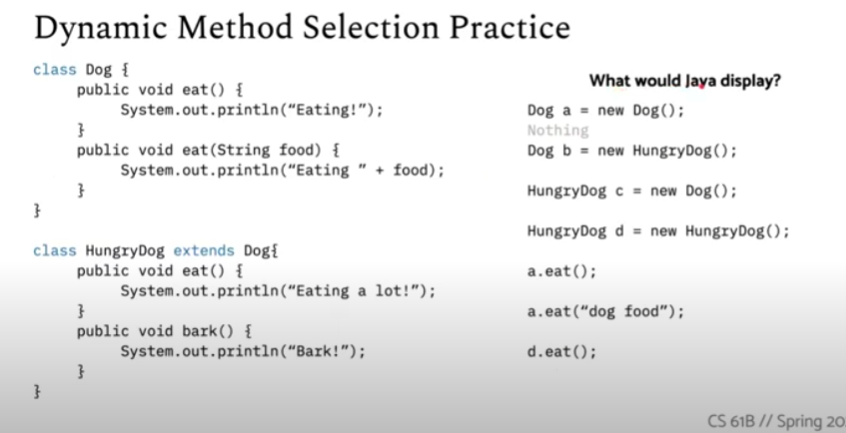 Dynamic Method Selection Practice
class Dog {
public void eat() {
System.out.println(“Eating!”);
}
public void eat(String food) {
System.out.println(“Eating ” + food);
}
}
class HungryDog extends Dog{
public void eat() {
System.out.println(“Eating a lot!”);
}
public void bark() {
System.out.println(“Bark!”);
}
}
What would Java display?
Dog a = new Dog();
Nothing
Dog b = new HungryDog();
HungryDog c = new Dog();
HungryDog d = new HungryDog();
a.eat();
a.eat(“dog food”);
d.eat();
CS 61B // Spring 20